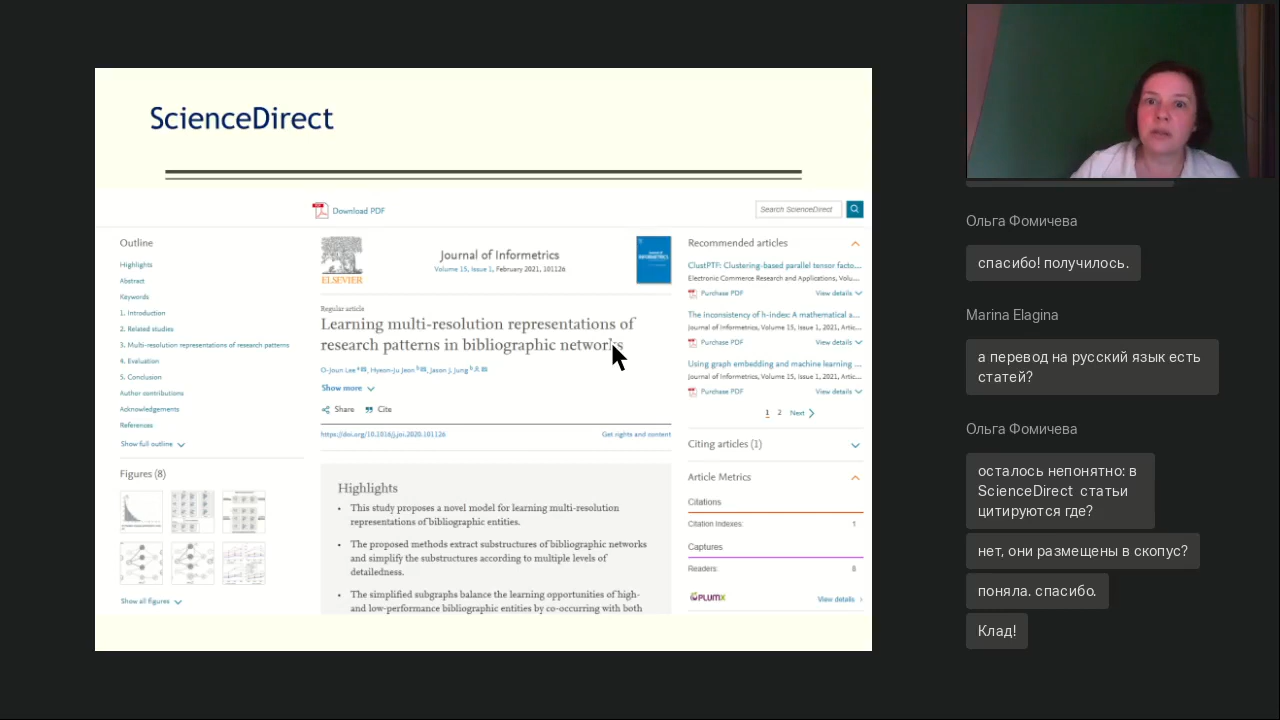 ScienceDirect
Download PDF
Search ScienceDirect
Outline
Highlights
Abstract
Keywords
1. Introduction
2. Related studies
3. Multi-resolution representations of research patterns
4. Evaluation
5. Conclusion
Author contributions
Acknowledgements
References
Show full outline
Figures (8)
Show all figures
ELSEVIER
Journal of Informetrics
Volume 15, Issue 1, February 2021, 101126
Regular article
Learning multi-resolution representations of
research patterns in bibliographic networks
O-Joun Lee, Hyeon-Ju Jeon, Jason J. Jung
Show more
Share Cite
https://doi.org/10.1016/j.joi.2020.101126
Get rights and content
Highlights
• This study proposes a novel model for learning multi-resolution
representations of bibliographic entities.
• The proposed methods extract substructures of bibliographic networks
and simplify the substructures according to multiple levels of
detailedness.
• The simplified subgraphs balance the learning opportunities of high-
and low-performance bibliographic entities by co-occurring with both
Recommended articles
ClustPTF: Clustering-based parallel tensor facto...
Electronic Commerce Research and Applications, Volu...
Purchase PDF View details
The inconsistency of h-index: A mathematical a...
Journal of Informetrics, Volume 15, Issue 1, 2021, Artic...
Purchase PDF View details
Using graph embedding and machine learning ...
Journal of Informetrics, Volume 15, Issue 1, 2021, Artic...
Purchase PDF View details
1 2 Next
Citing articles (1)
Article Metrics
Citations
Citation Indexes: 1
Captures
Readers: 8
PLUMX View details
Ольга Фомичева
спасибо! получилось.
Marina Elagina
а перевод на русский язык есть
статей?
Ольга Фомичева
осталось непонятно: в
ScienceDirect статьи
цитируются где?
нет, они размещенв в скопус?
поняла. спасибо.
Клад!